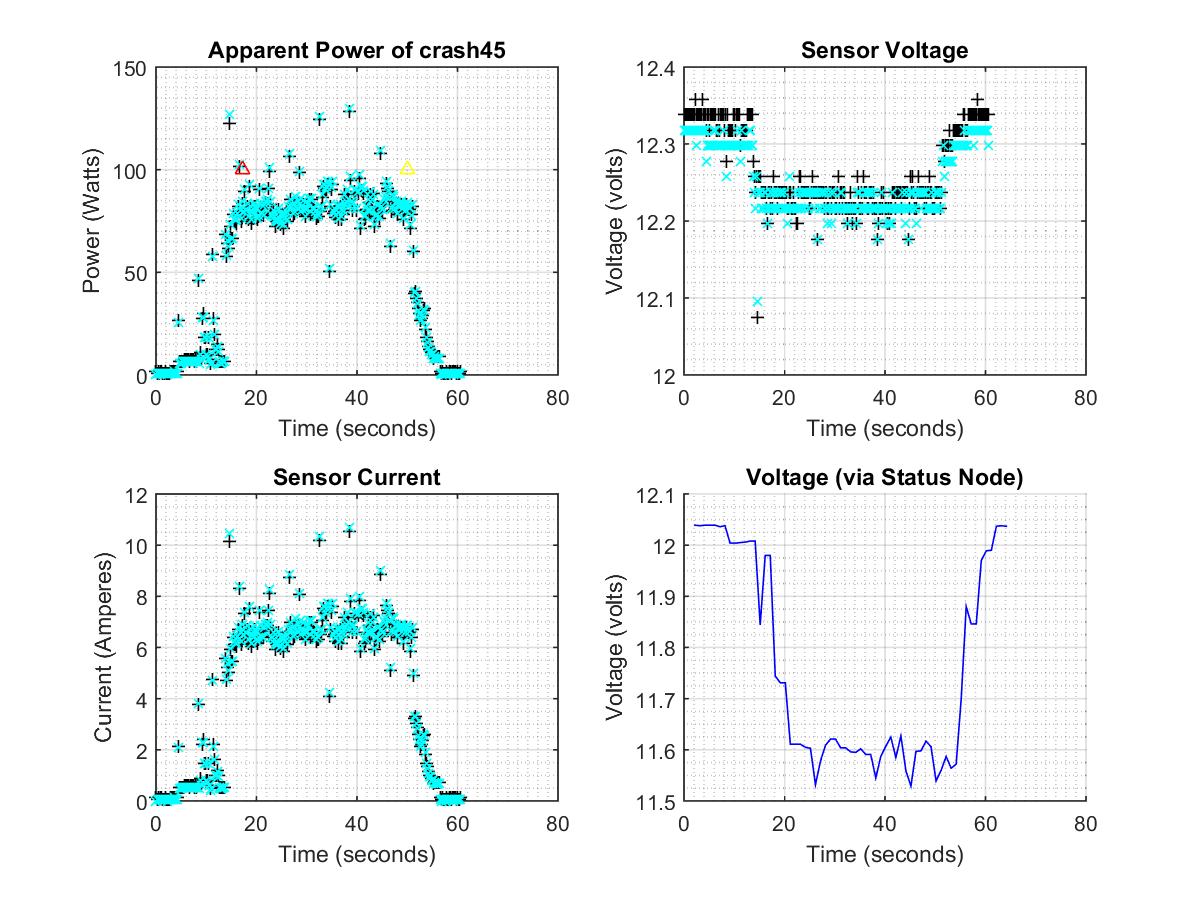 Apparent Power of crash45
150
100
50
0
Power (Watts)
0 20 40 60 80
Time (seconds)
Sensor Voltage
12.4
12.3
12.2
12.1
12
Voltage (volts)
0 20 40 60 80
Time (seconds)
Sensor Current
12
10
8
6
4
2
0
Current (Amperes)
0 20 40 60 80
Time (seconds)
Voltage (via Status Node)
12.1
12
11.9
11.8
11.7
11.6
11.5
Voltage (volts)
0 20 40 60 80
Time (seconds)